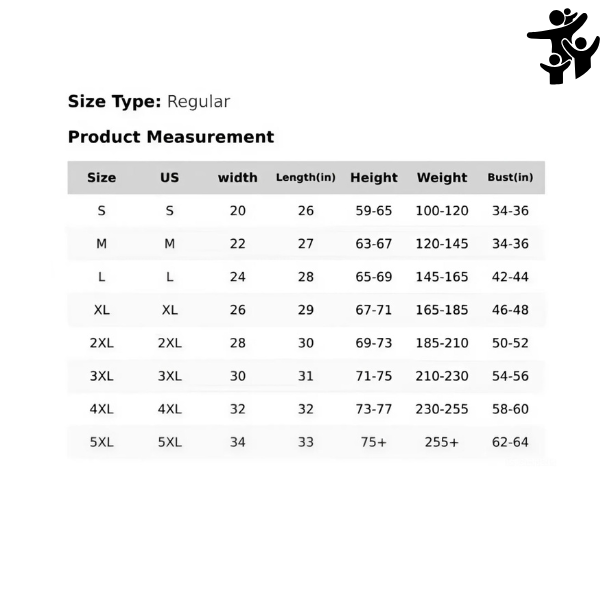 Size Type: Regular
Product Measurement
Size US width Length(in) Height Weight Bust(in)
S S 20 26 59-65 100-120 34-36
M M 22 27 63-67 120-145 34-36
L L 24 28 65-69 145-165 42-44
XL XL 26 29 67-71 165-185 46-48
2XL 2XL 28 30 69-73 185-210 50-52
3XL 3XL 30 31 71-75 210-230 54-56
4XL 4XL 32 32 73-77 230-255 58-60
5XL 5XL 34 33 75+ 255+ 62-64